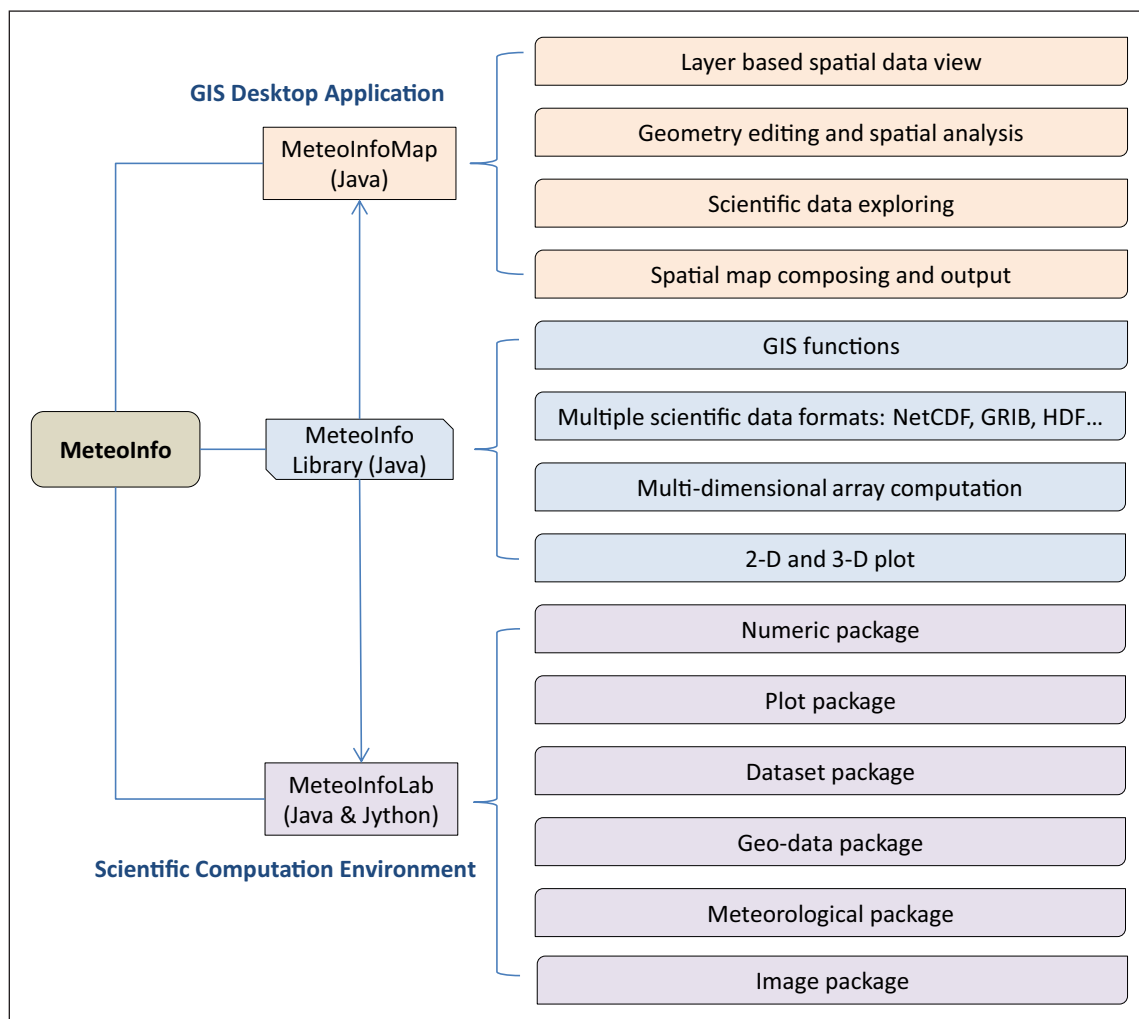 GIS Desktop Application
MeteoInfoMap
(Java)
Layer based spatial data view
Geometry editing and spatial analysis
Scientific data exploring
Spatial map composing and output
MeteoInfo
MeteoInfo
Library (Java)
GIS functions
Multiple scientific data formats: NetCDF, GRIB, HDF...
Multi-dimensional array computation
2-D and 3-D plot
MeteoInfoLab
(Java & Jython)
Scientific Computation Environment
Numeric package
Plot package
Dataset package
Geo-data package
Meteorological package
Image package